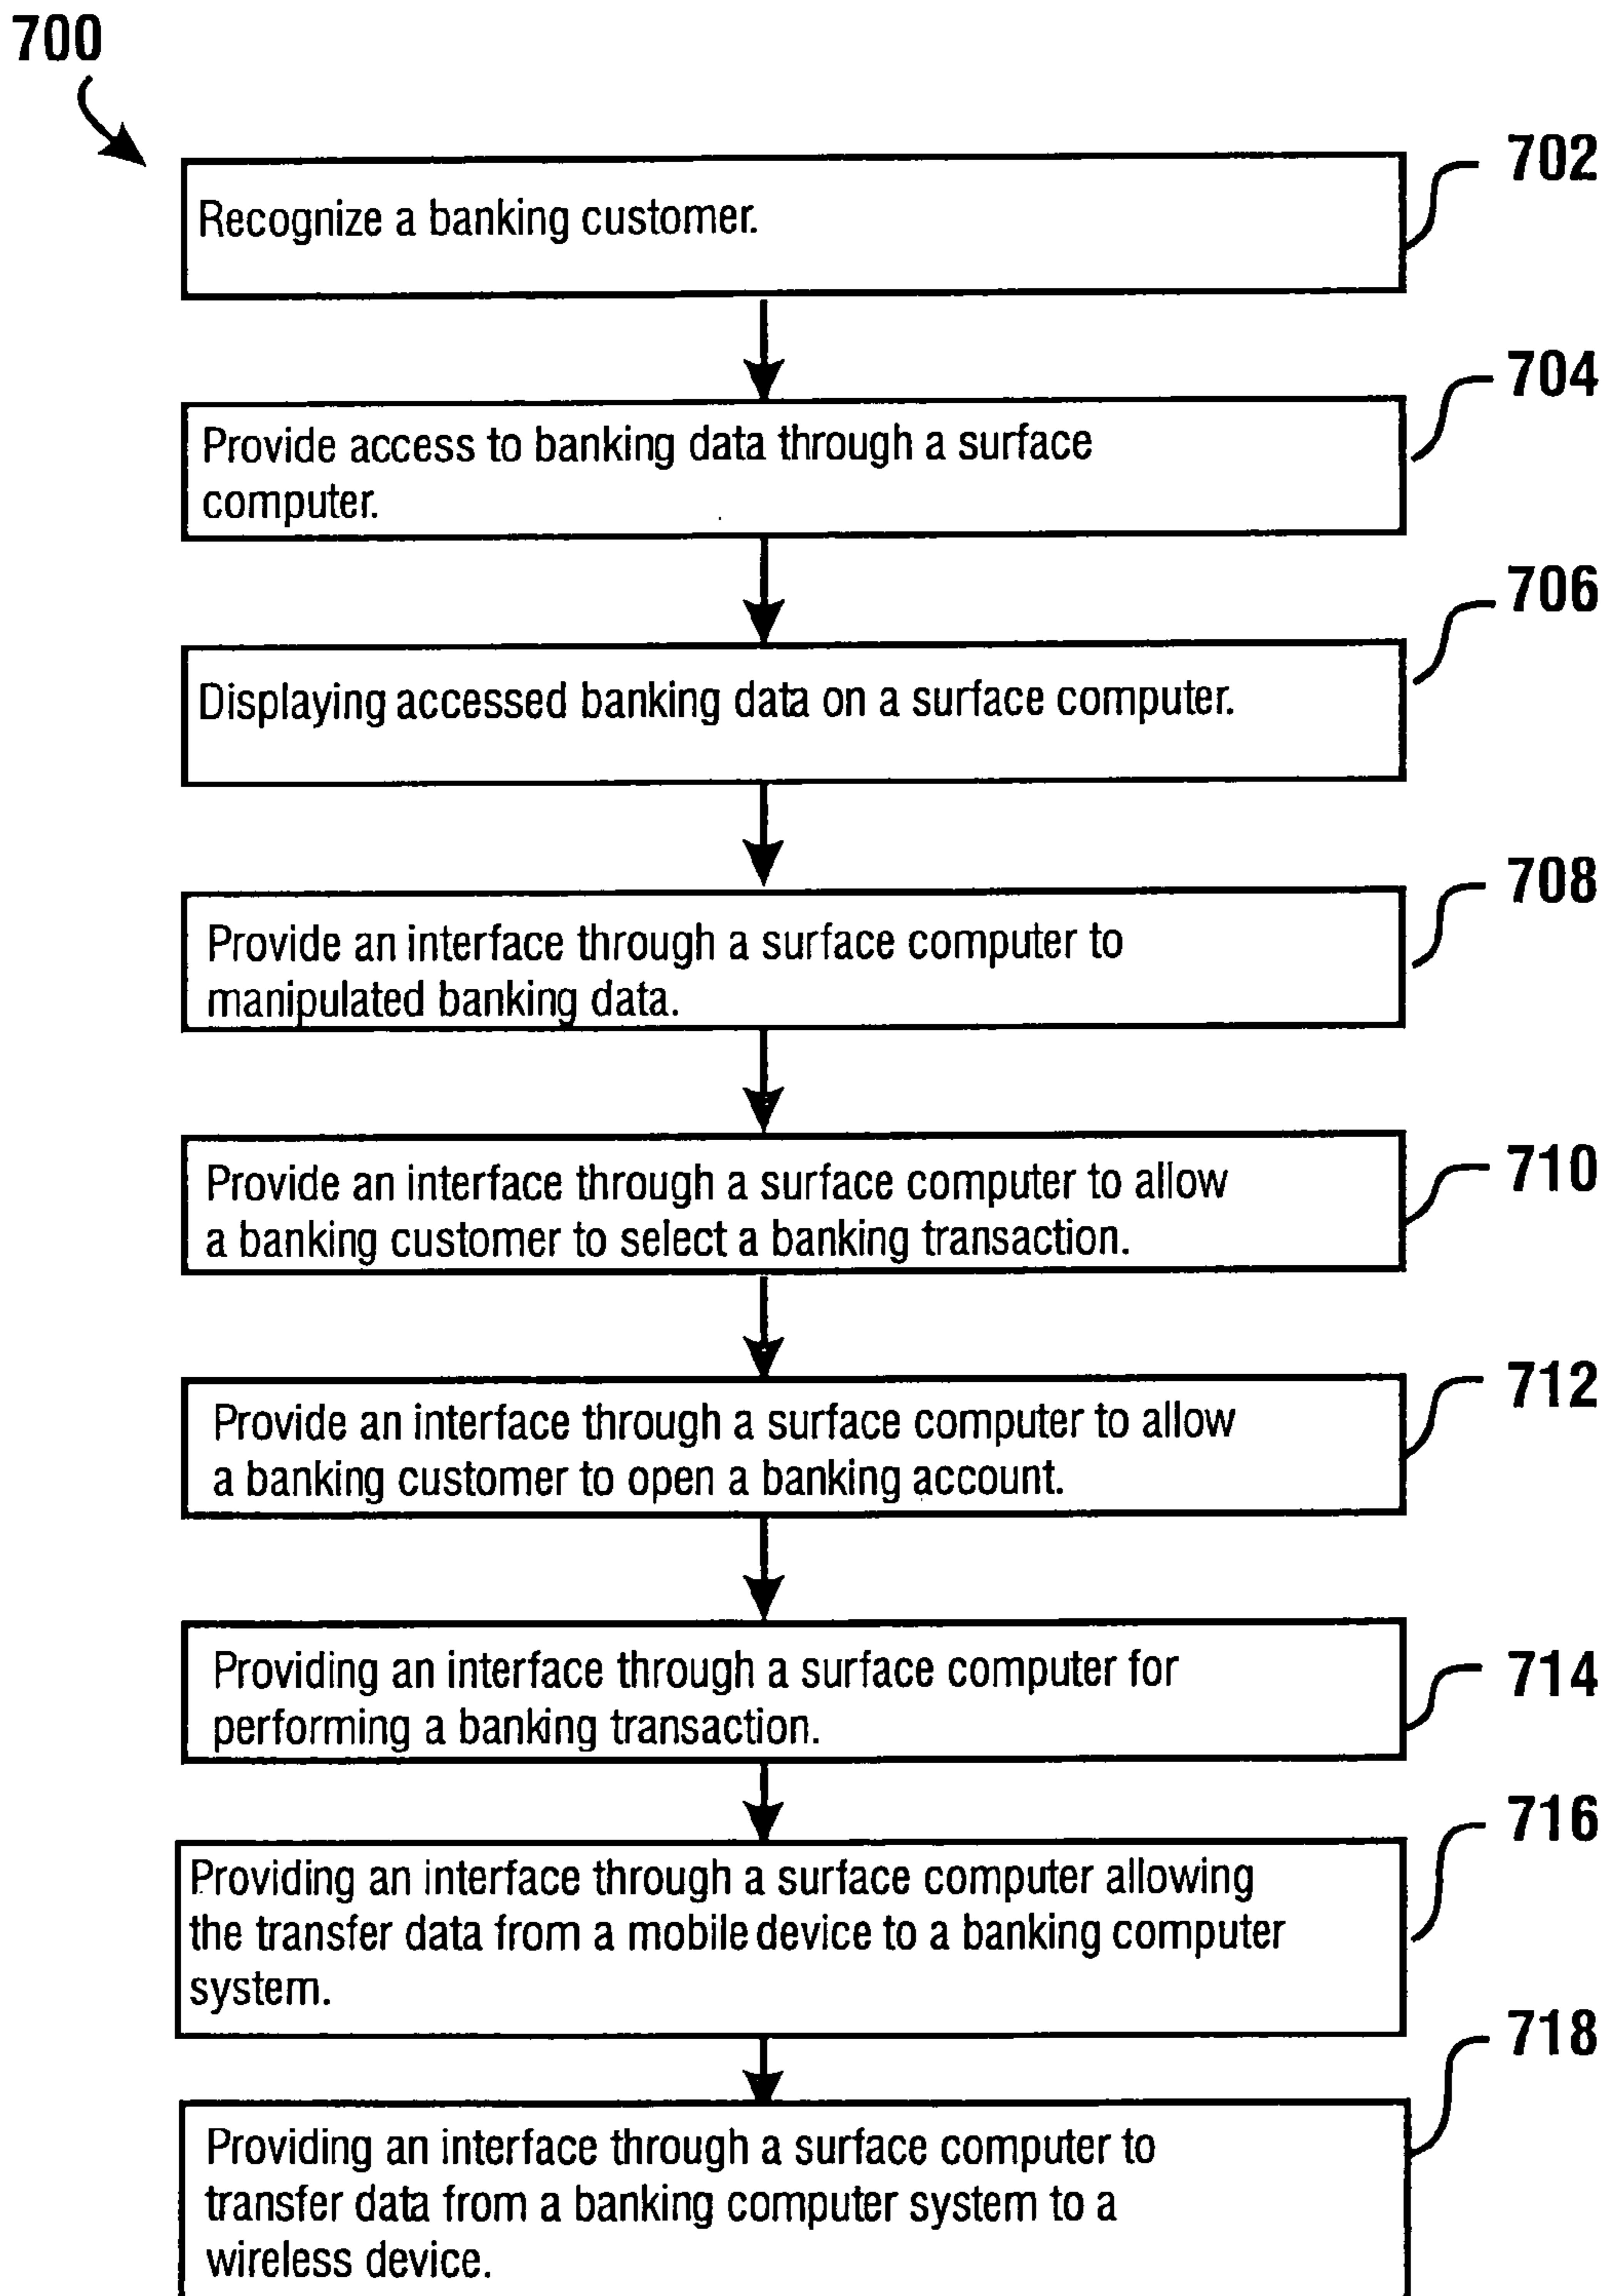 700
702
Recognize a banking customer.
704
Provide access to banking data through a surface
computer.
706
Displaying accessed banking data on a surface computer.
708
Provide an interface through a surface computer to
manipulated banking data.
710
Provide an interface through a surface computer to allow
a banking customer to select a banking transaction.
712
Provide an interface through a surface computer to allow
a banking customer to open a banking account.
714
Providing an interface through a surface computer for
performing a banking transaction.
716
Providing an interface through a surface computer allowing
the transfer data from a mobile device to a banking computer
system.
718
Providing an interface through a surface computer to
transfer data from a banking computer system to a
wireless device.